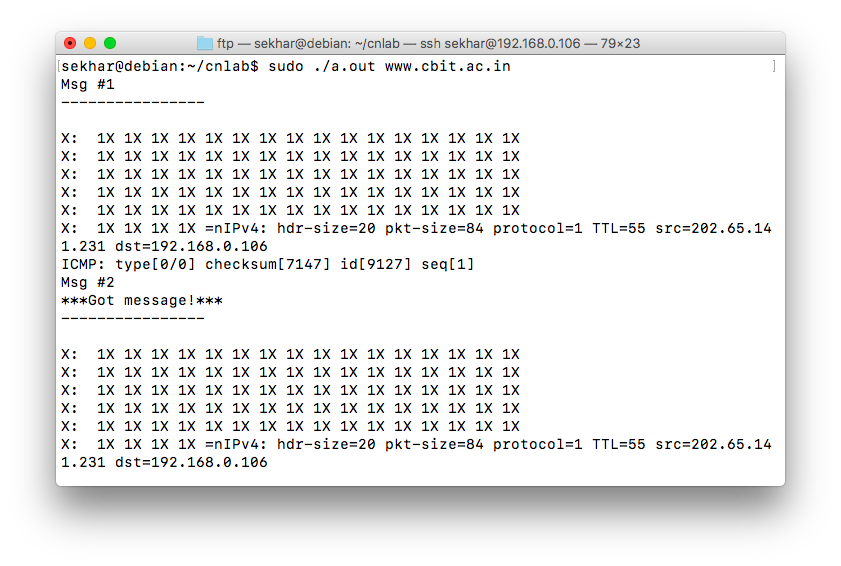 ftp — sekhar@debian: ~/cnlab — ssh sekhar@192.168.0.106 — 79×23
[sekhar@debian:~/cnlab$ sudo ./a.out www.cbit.ac.in ]
Msg #1
----------------
X:  1X 1X 1X 1X 1X 1X 1X 1X 1X 1X 1X 1X 1X 1X 1X 1X
X:  1X 1X 1X 1X 1X 1X 1X 1X 1X 1X 1X 1X 1X 1X 1X 1X
X:  1X 1X 1X 1X 1X 1X 1X 1X 1X 1X 1X 1X 1X 1X 1X 1X
X:  1X 1X 1X 1X 1X 1X 1X 1X 1X 1X 1X 1X 1X 1X 1X 1X
X:  1X 1X 1X 1X 1X 1X 1X 1X 1X 1X 1X 1X 1X 1X 1X 1X
X:  1X 1X 1X 1X =nIPv4: hdr-size=20 pkt-size=84 protocol=1 TTL=55 src=202.65.14
1.231 dst=192.168.0.106
ICMP: type[0/0] checksum[7147] id[9127] seq[1]
Msg #2
***Got message!***
----------------
X:  1X 1X 1X 1X 1X 1X 1X 1X 1X 1X 1X 1X 1X 1X 1X 1X
X:  1X 1X 1X 1X 1X 1X 1X 1X 1X 1X 1X 1X 1X 1X 1X 1X
X:  1X 1X 1X 1X 1X 1X 1X 1X 1X 1X 1X 1X 1X 1X 1X 1X
X:  1X 1X 1X 1X 1X 1X 1X 1X 1X 1X 1X 1X 1X 1X 1X 1X
X:  1X 1X 1X 1X 1X 1X 1X 1X 1X 1X 1X 1X 1X 1X 1X 1X
X:  1X 1X 1X 1X =nIPv4: hdr-size=20 pkt-size=84 protocol=1 TTL=55 src=202.65.14
1.231 dst=192.168.0.106